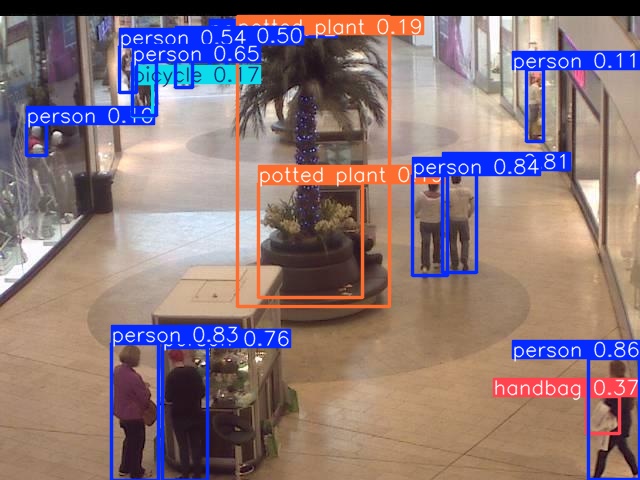 potted plant 0.19
person 0.54
0.50
person 0.65
bicycle 0.17
person 0.11
person 0.10
person 0.84
0.81
potted plant 0.
person 0.83
0.76
person 0.86
handbag 0.37